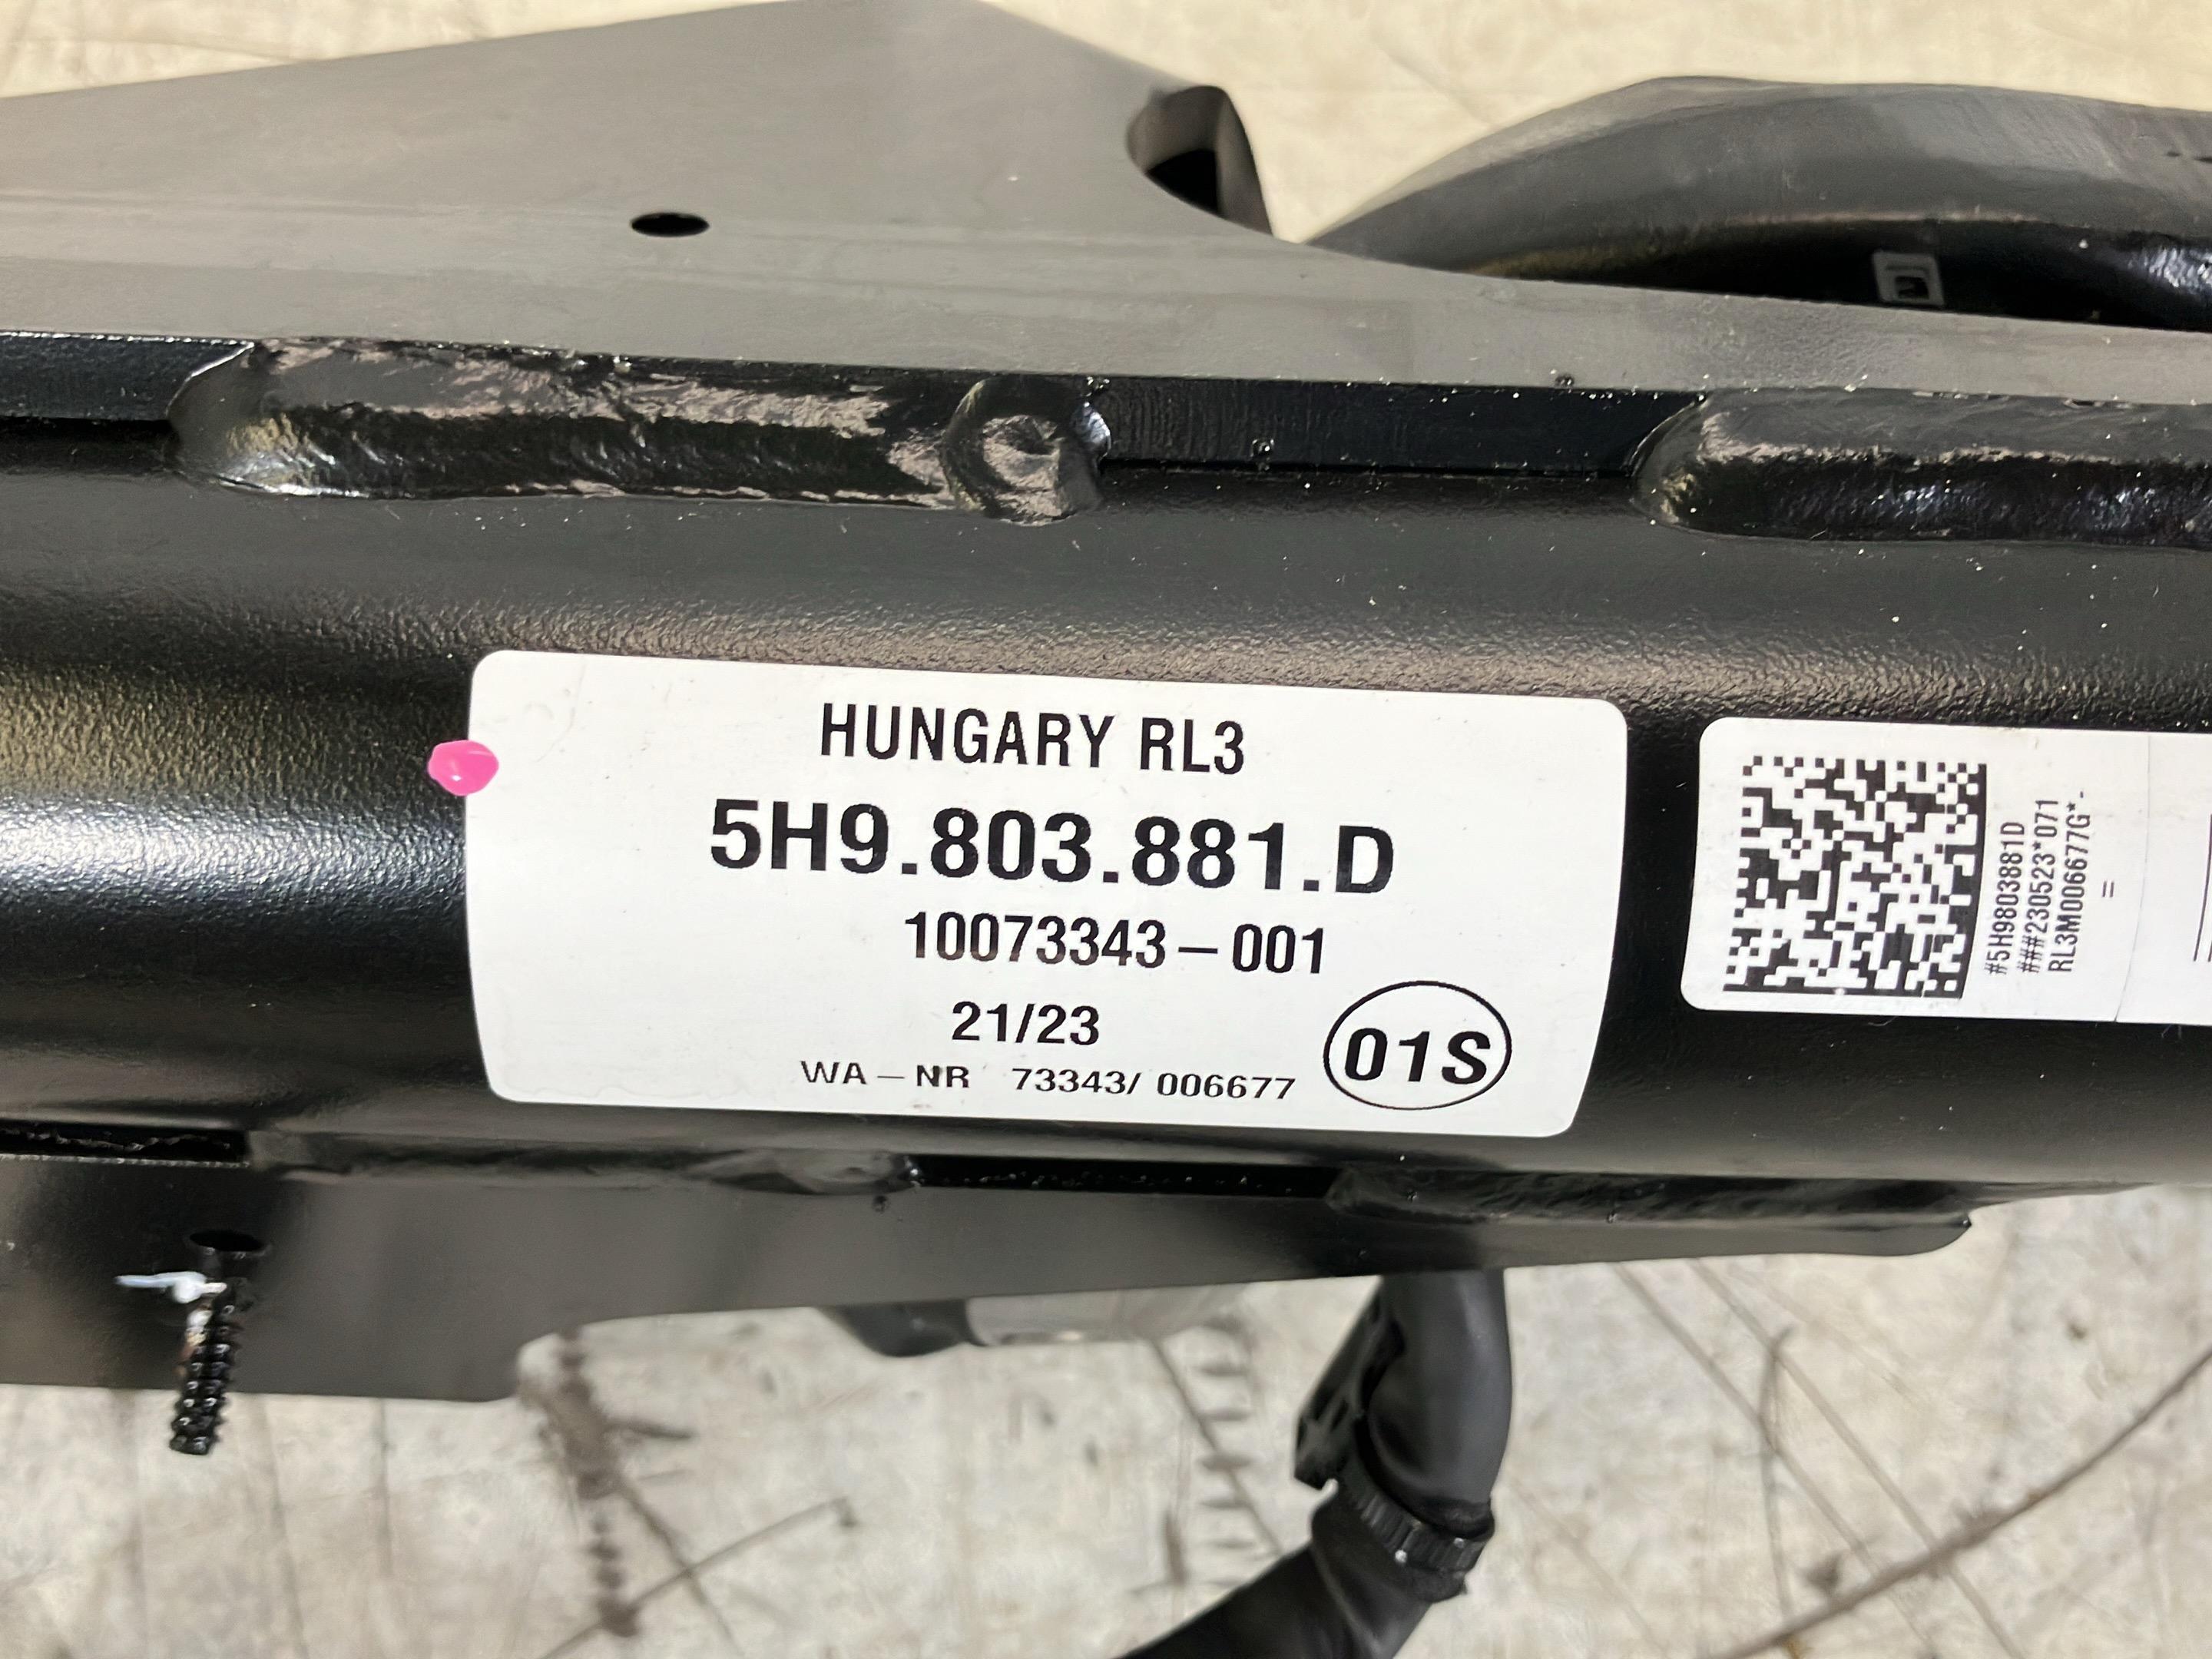 HUNGARY RL3
5H9.803.881.D
10073343-001
21/23
01S
WA-NR 73343/ 006677
#5H9803881D
###230523*071
RL3M006677G*-
=